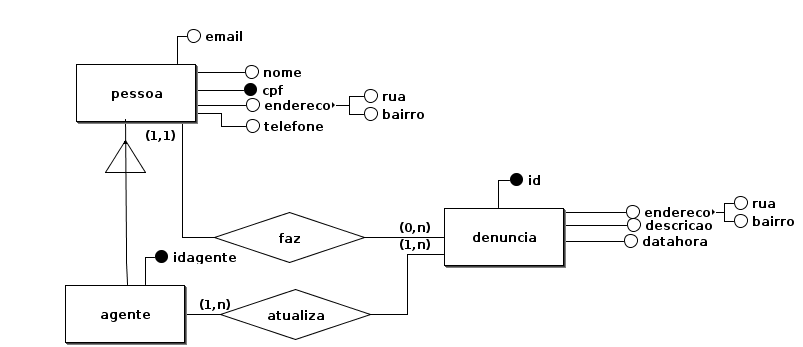 email
nome
pessoa
cpf
endereco
rua
bairro
telefone
(1,1)
id
rua
endereco
bairro
descricao
datahora
(0,n)
faz
denuncia
(1,n)
idagente
(1,n)
agente
atualiza